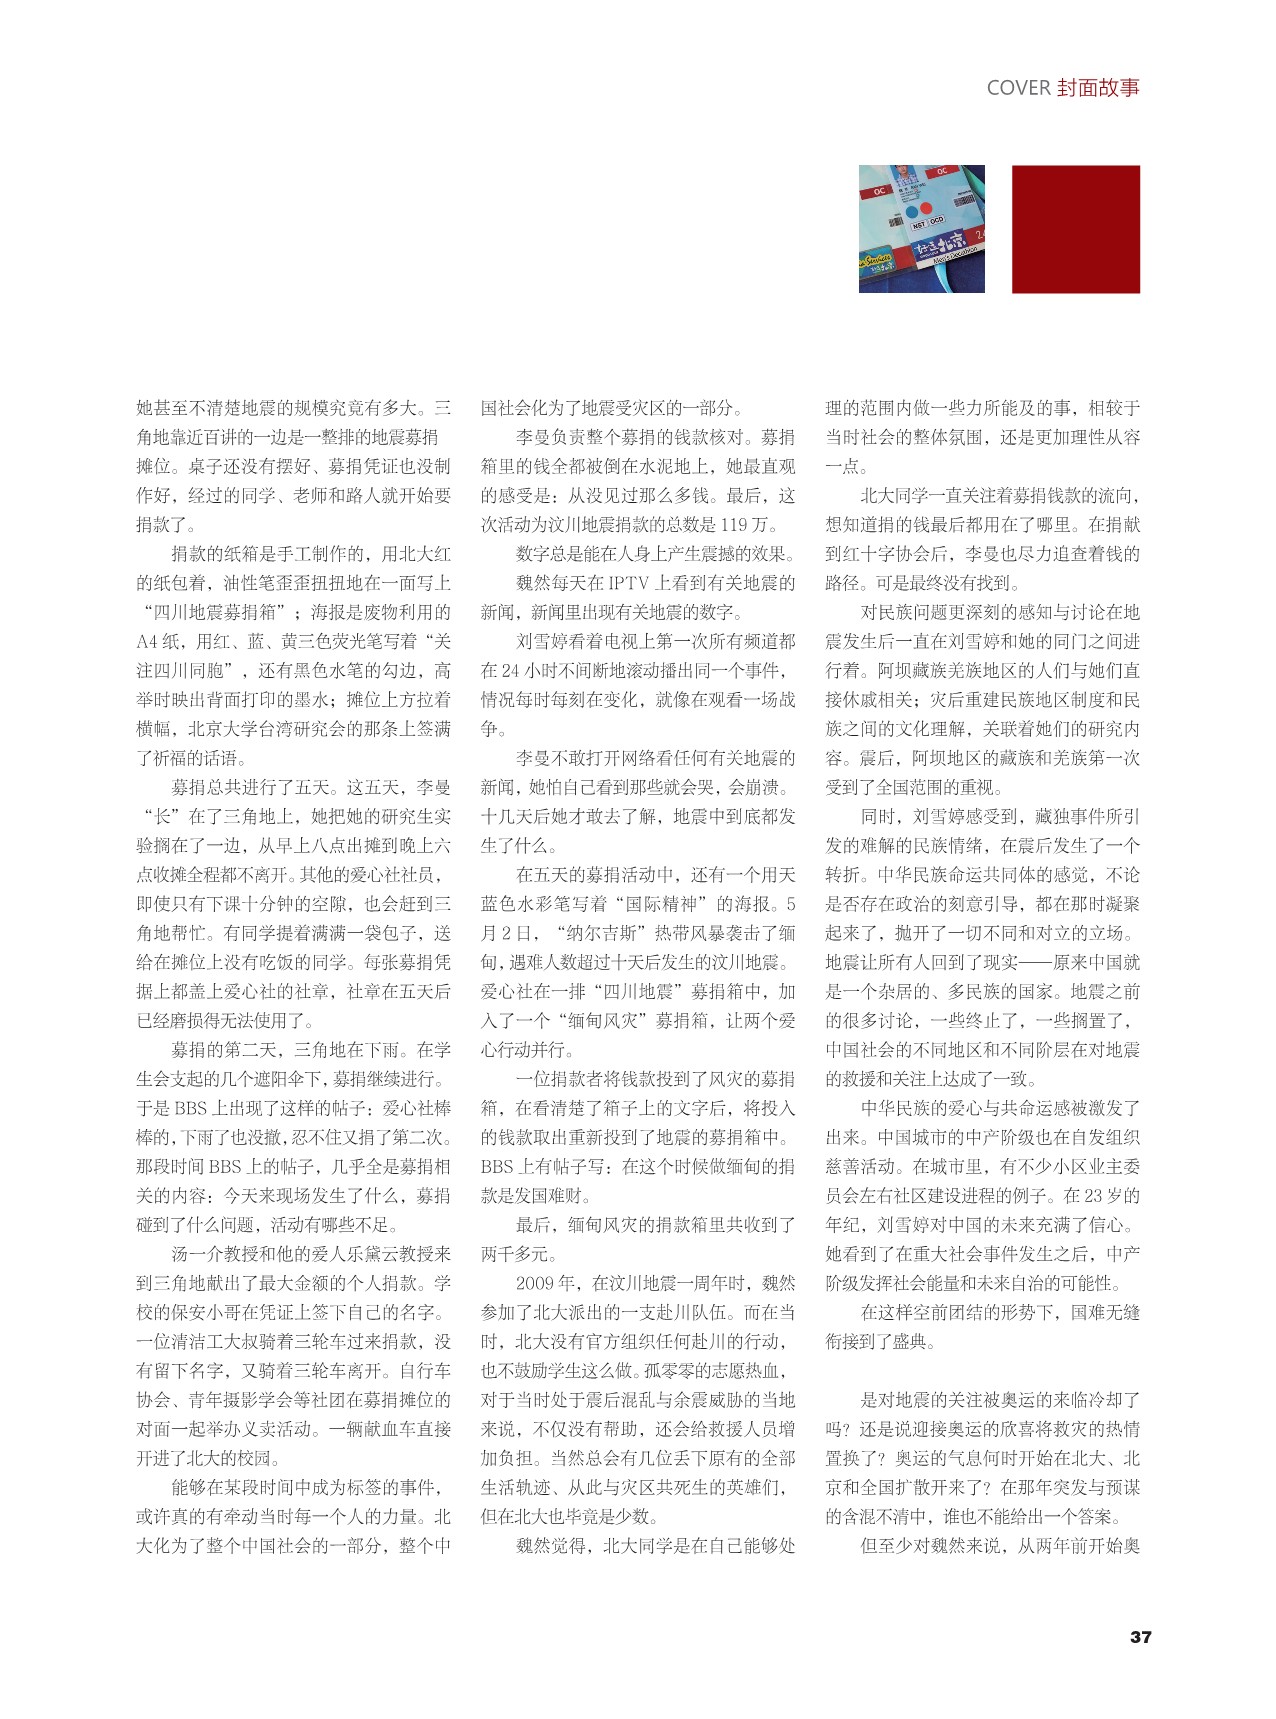 COVER 封面故事
OC
OC
NET OCD
好运北京
Men's Decathlon
她甚至不清楚地震的规模究竟有多大。三
角地靠近百讲的一边是一整排的地震募捐
摊位。桌子还没有摆好、募捐凭证也没制
作好，经过的同学、老师和路人就开始要
捐款了。
捐款的纸箱是手工制作的，用北大红
的纸包着，油性笔歪歪扭扭地在一面写上
“四川地震募捐箱”；海报是废物利用的
A4 纸，用红、蓝、黄三色荧光笔写着“关
注四川同胞”，还有黑色水笔的勾边，高
举时映出背面打印的墨水；摊位上方拉着
横幅，北京大学台湾研究会的那条上签满
了祈福的话语。
募捐总共进行了五天。这五天，李曼
“长”在了三角地上，她把她的研究生实
验搁在了一边，从早上八点出摊到晚上六
点收摊全程都不离开。其他的爱心社社员，
即使只有下课十分钟的空隙，也会赶到三
角地帮忙。有同学提着满满一袋包子，送
给在摊位上没有吃饭的同学。每张募捐凭
据上都盖上爱心社的社章，社章在五天后
已经磨损得无法使用了。
募捐的第二天，三角地在下雨。在学
生会支起的几个遮阳伞下，募捐继续进行。
于是 BBS 上出现了这样的帖子：爱心社棒
棒的，下雨了也没撤，忍不住又捐了第二次。
那段时间 BBS 上的帖子，几乎全是募捐相
关的内容：今天来现场发生了什么，募捐
碰到了什么问题，活动有哪些不足。
汤一介教授和他的爱人乐黛云教授来
到三角地献出了最大金额的个人捐款。学
校的保安小哥在凭证上签下自己的名字。
一位清洁工大叔骑着三轮车过来捐款，没
有留下名字，又骑着三轮车离开。自行车
协会、青年摄影学会等社团在募捐摊位的
对面一起举办义卖活动。一辆献血车直接
开进了北大的校园。
能够在某段时间中成为标签的事件，
或许真的有牵动当时每一个人的力量。北
大化为了整个中国社会的一部分，整个中
国社会化为了地震受灾区的一部分。
李曼负责整个募捐的钱款核对。募捐
箱里的钱全都被倒在水泥地上，她最直观
的感受是：从没见过那么多钱。最后，这
次活动为汶川地震捐款的总数是 119 万。
数字总是能在人身上产生震撼的效果。
魏然每天在 IPTV 上看到有关地震的
新闻，新闻里出现有关地震的数字。
刘雪婷看着电视上第一次所有频道都
在 24 小时不间断地滚动播出同一个事件，
情况每时每刻在变化，就像在观看一场战
争。
李曼不敢打开网络看任何有关地震的
新闻，她怕自己看到那些就会哭，会崩溃。
十几天后她才敢去了解，地震中到底都发
生了什么。
在五天的募捐活动中，还有一个用天
蓝色水彩笔写着“国际精神”的海报。5
月 2 日，“纳尔吉斯”热带风暴袭击了缅
甸，遇难人数超过十天后发生的汶川地震。
爱心社在一排“四川地震”募捐箱中，加
入了一个“缅甸风灾”募捐箱，让两个爱
心行动并行。
一位捐款者将钱款投到了风灾的募捐
箱，在看清楚了箱子上的文字后，将投入
的钱款取出重新投到了地震的募捐箱中。
BBS 上有帖子写：在这个时候做缅甸的捐
款是发国难财。
最后，缅甸风灾的捐款箱里共收到了
两千多元。
2009 年，在汶川地震一周年时，魏然
参加了北大派出的一支赴川队伍。而在当
时，北大没有官方组织任何赴川的行动，
也不鼓励学生这么做。孤零零的志愿热血，
对于当时处于震后混乱与余震威胁的当地
来说，不仅没有帮助，还会给救援人员增
加负担。当然总会有几位丢下原有的全部
生活轨迹、从此与灾区共死生的英雄们，
但在北大也毕竟是少数。
魏然觉得，北大同学是在自己能够处
理的范围内做一些力所能及的事，相较于
当时社会的整体氛围，还是更加理性从容
一点。
北大同学一直关注着募捐钱款的流向，
想知道捐的钱最后都用在了哪里。在捐献
到红十字协会后，李曼也尽力追查着钱的
路径。可是最终没有找到。
对民族问题更深刻的感知与讨论在地
震发生后一直在刘雪婷和她的同门之间进
行着。阿坝藏族羌族地区的人们与她们直
接休戚相关；灾后重建民族地区制度和民
族之间的文化理解，关联着她们的研究内
容。震后，阿坝地区的藏族和羌族第一次
受到了全国范围的重视。
同时，刘雪婷感受到，藏独事件所引
发的难解的民族情绪，在震后发生了一个
转折。中华民族命运共同体的感觉，不论
是否存在政治的刻意引导，都在那时凝聚
起来了，抛开了一切不同和对立的立场。
地震让所有人回到了现实——原来中国就
是一个杂居的、多民族的国家。地震之前
的很多讨论，一些终止了，一些搁置了，
中国社会的不同地区和不同阶层在对地震
的救援和关注上达成了一致。
中华民族的爱心与共命运感被激发了
出来。中国城市的中产阶级也在自发组织
慈善活动。在城市里，有不少小区业主委
员会左右社区建设进程的例子。在 23 岁的
年纪，刘雪婷对中国的未来充满了信心。
她看到了在重大社会事件发生之后，中产
阶级发挥社会能量和未来自治的可能性。
在这样空前团结的形势下，国难无缝
衔接到了盛典。
是对地震的关注被奥运的来临冷却了
吗？还是说迎接奥运的欣喜将救灾的热情
置换了？奥运的气息何时开始在北大、北
京和全国扩散开来了？在那年突发与预谋
的含混不清中，谁也不能给出一个答案。
但至少对魏然来说，从两年前开始奥
37